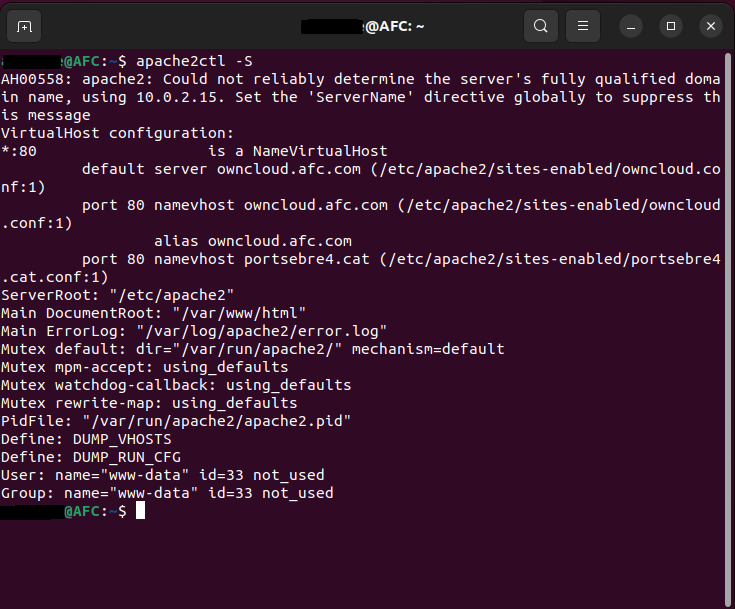 @AFC: ~
@AFC:~$ apache2ctl -S
AH00558: apache2: Could not reliably determine the server's fully qualified doma
in name, using 10.0.2.15. Set the 'ServerName' directive globally to suppress th
is message
VirtualHost configuration:
*:80                   is a NameVirtualHost
         default server owncloud.afc.com (/etc/apache2/sites-enabled/owncloud.co
nf:1)
         port 80 namevhost owncloud.afc.com (/etc/apache2/sites-enabled/owncloud
.conf:1)
                 alias owncloud.afc.com
         port 80 namevhost portsebre4.cat (/etc/apache2/sites-enabled/portsebre4
.cat.conf:1)
ServerRoot: "/etc/apache2"
Main DocumentRoot: "/var/www/html"
Main ErrorLog: "/var/log/apache2/error.log"
Mutex default: dir="/var/run/apache2/" mechanism=default
Mutex mpm-accept: using_defaults
Mutex watchdog-callback: using_defaults
Mutex rewrite-map: using_defaults
PidFile: "/var/run/apache2/apache2.pid"
Define: DUMP_VHOSTS
Define: DUMP_RUN_CFG
User: name="www-data" id=33 not_used
Group: name="www-data" id=33 not_used
@AFC:~$